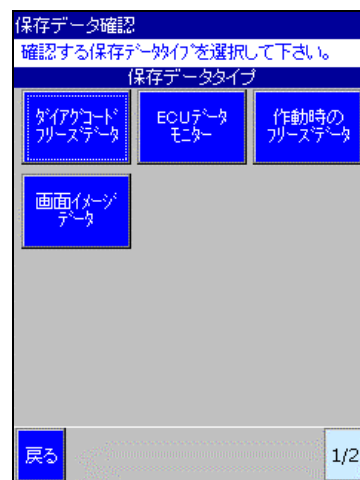 保存データ確認
確認する保存ﾃﾞｰﾀﾀｲﾌﾟを選択して下さい。
保存データタイプ
ﾀﾞｲｱｸﾞｺｰﾄﾞ
ﾌﾘｰｽﾞﾃﾞｰﾀ
ECUﾃﾞｰﾀ
ﾓﾆﾀｰ
作動時の
ﾌﾘｰｽﾞﾃﾞｰﾀ
画面ｲﾒｰｼﾞ
ﾃﾞｰﾀ
戻る
1/2